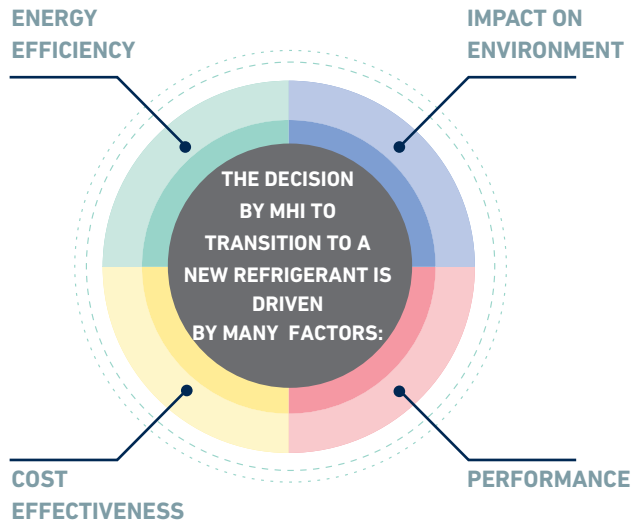 ENERGY
EFFICIENCY
IMPACT ON
ENVIRONMENT
THE DECISION
BY MHI TO
TRANSITION TO A
NEW REFRIGERANT IS
DRIVEN
BY MANY FACTORS:
COST
EFFECTIVENESS
PERFORMANCE